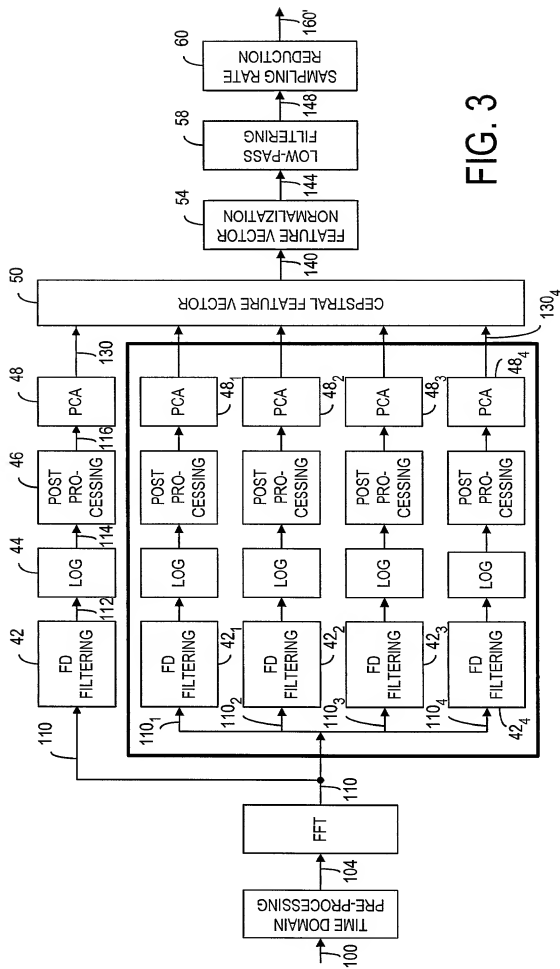 100
TIME DOMAIN
PRE-PROCESSING
104
FFT
110
110
42
FD
FILTERING
112
44
LOG
114
46
POST
PRO-
CESSING
116
48
PCA
130
110₁
FD
FILTERING
42₁
LOG
POST
PRO-
CESSING
PCA
48₁
110₂
FD
FILTERING
42₂
LOG
POST
PRO-
CESSING
PCA
48₂
110₃
FD
FILTERING
42₃
LOG
POST
PRO-
CESSING
PCA
48₃
110₄
FD
FILTERING
42₄
LOG
POST
PRO-
CESSING
PCA
48₄
130₄
50
CEPSTRAL FEATURE VECTOR
140
54
FEATURE VECTOR
NORMALIZATION
144
58
LOW-PASS
FILTERING
148
60
SAMPLING RATE
REDUCTION
160'
FIG. 3